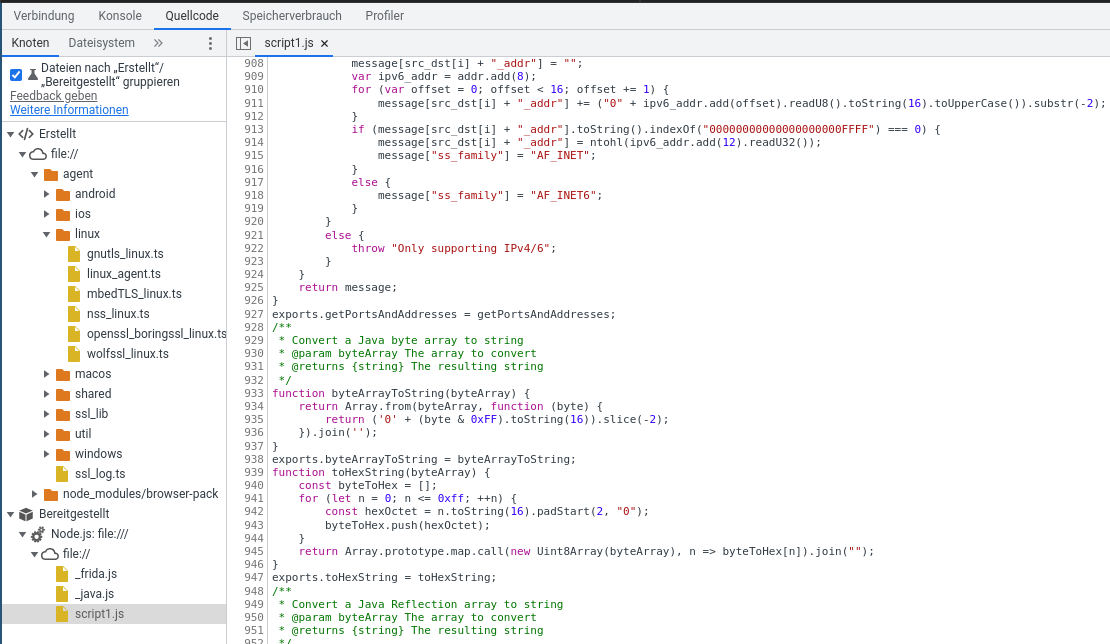 Verbindung Konsole Quellcode Speicherverbrauch Profiler
Knoten Dateisystem » script1.js ×
Dateien nach „Erstellt“/
„Bereitgestellt“ gruppieren
Feedback geben
Weitere Informationen
Erstellt
file://
agent
android
ios
linux
gnutls_linux.ts
linux_agent.ts
mbedTLS_linux.ts
nss_linux.ts
openssl_boringssl_linux.ts
wolfssl_linux.ts
macos
shared
ssl_lib
util
windows
ssl_log.ts
node_modules/browser-pack
Bereitgestellt
Node.js: file:///
file://
_frida.js
_java.js
script1.js
908 message[src_dst[i] + "_addr"] = "";
909 var ipv6_addr = addr.add(8);
910 for (var offset = 0; offset < 16; offset += 1) {
911 message[src_dst[i] + "_addr"] += ("0" + ipv6_addr.add(offset).readU8().toString(16).toUpperCase()).substr(-2);
912 }
913 if (message[src_dst[i] + "_addr"].toString().indexOf("00000000000000000000FFFF") === 0) {
914 message[src_dst[i] + "_addr"] = ntohl(ipv6_addr.add(12).readU32());
915 message["ss_family"] = "AF_INET";
916 }
917 else {
918 message["ss_family"] = "AF_INET6";
919 }
920 }
921 else {
922 throw "Only supporting IPv4/6";
923 }
924 }
925 return message;
926 }
927 exports.getPortsAndAddresses = getPortsAndAddresses;
928 /**
929 * Convert a Java byte array to string
930 * @param byteArray The array to convert
931 * @returns {string} The resulting string
932 */
933 function byteArrayToString(byteArray) {
934 return Array.from(byteArray, function (byte) {
935 return ('0' + (byte & 0xFF).toString(16)).slice(-2);
936 }).join('');
937 }
938 exports.byteArrayToString = byteArrayToString;
939 function toHexString(byteArray) {
940 const byteToHex = [];
941 for (let n = 0; n <= 0xff; ++n) {
942 const hexOctet = n.toString(16).padStart(2, "0");
943 byteToHex.push(hexOctet);
944 }
945 return Array.prototype.map.call(new Uint8Array(byteArray), n => byteToHex[n]).join("");
946 }
947 exports.toHexString = toHexString;
948 /**
949 * Convert a Java Reflection array to string
950 * @param byteArray The array to convert
951 * @returns {string} The resulting string
952 */